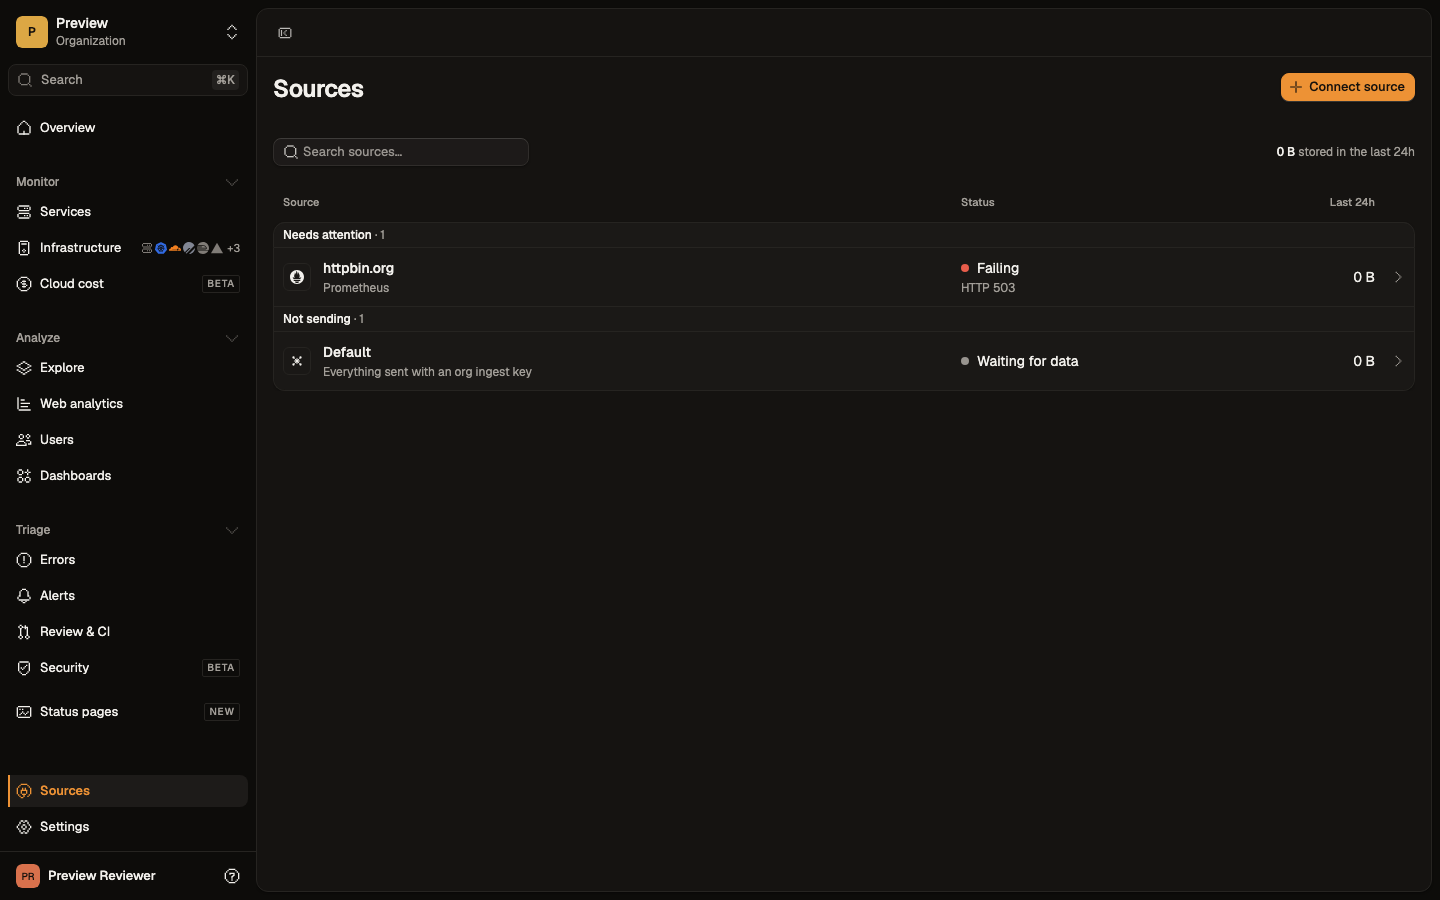 P
Preview
Organization
Search
⌘K
Overview
Monitor
Services
Infrastructure
+3
Cloud cost
BETA
Analyze
Explore
Web analytics
Users
Dashboards
Triage
Errors
Alerts
Review & CI
Security
BETA
Status pages
NEW
Sources
Settings
PR
Preview Reviewer
Sources
Connect source
Search sources...
0 B stored in the last 24h
Source
Status
Last 24h
Needs attention · 1
httpbin.org
Prometheus
Failing
HTTP 503
0 B
Not sending · 1
Default
Everything sent with an org ingest key
Waiting for data
0 B